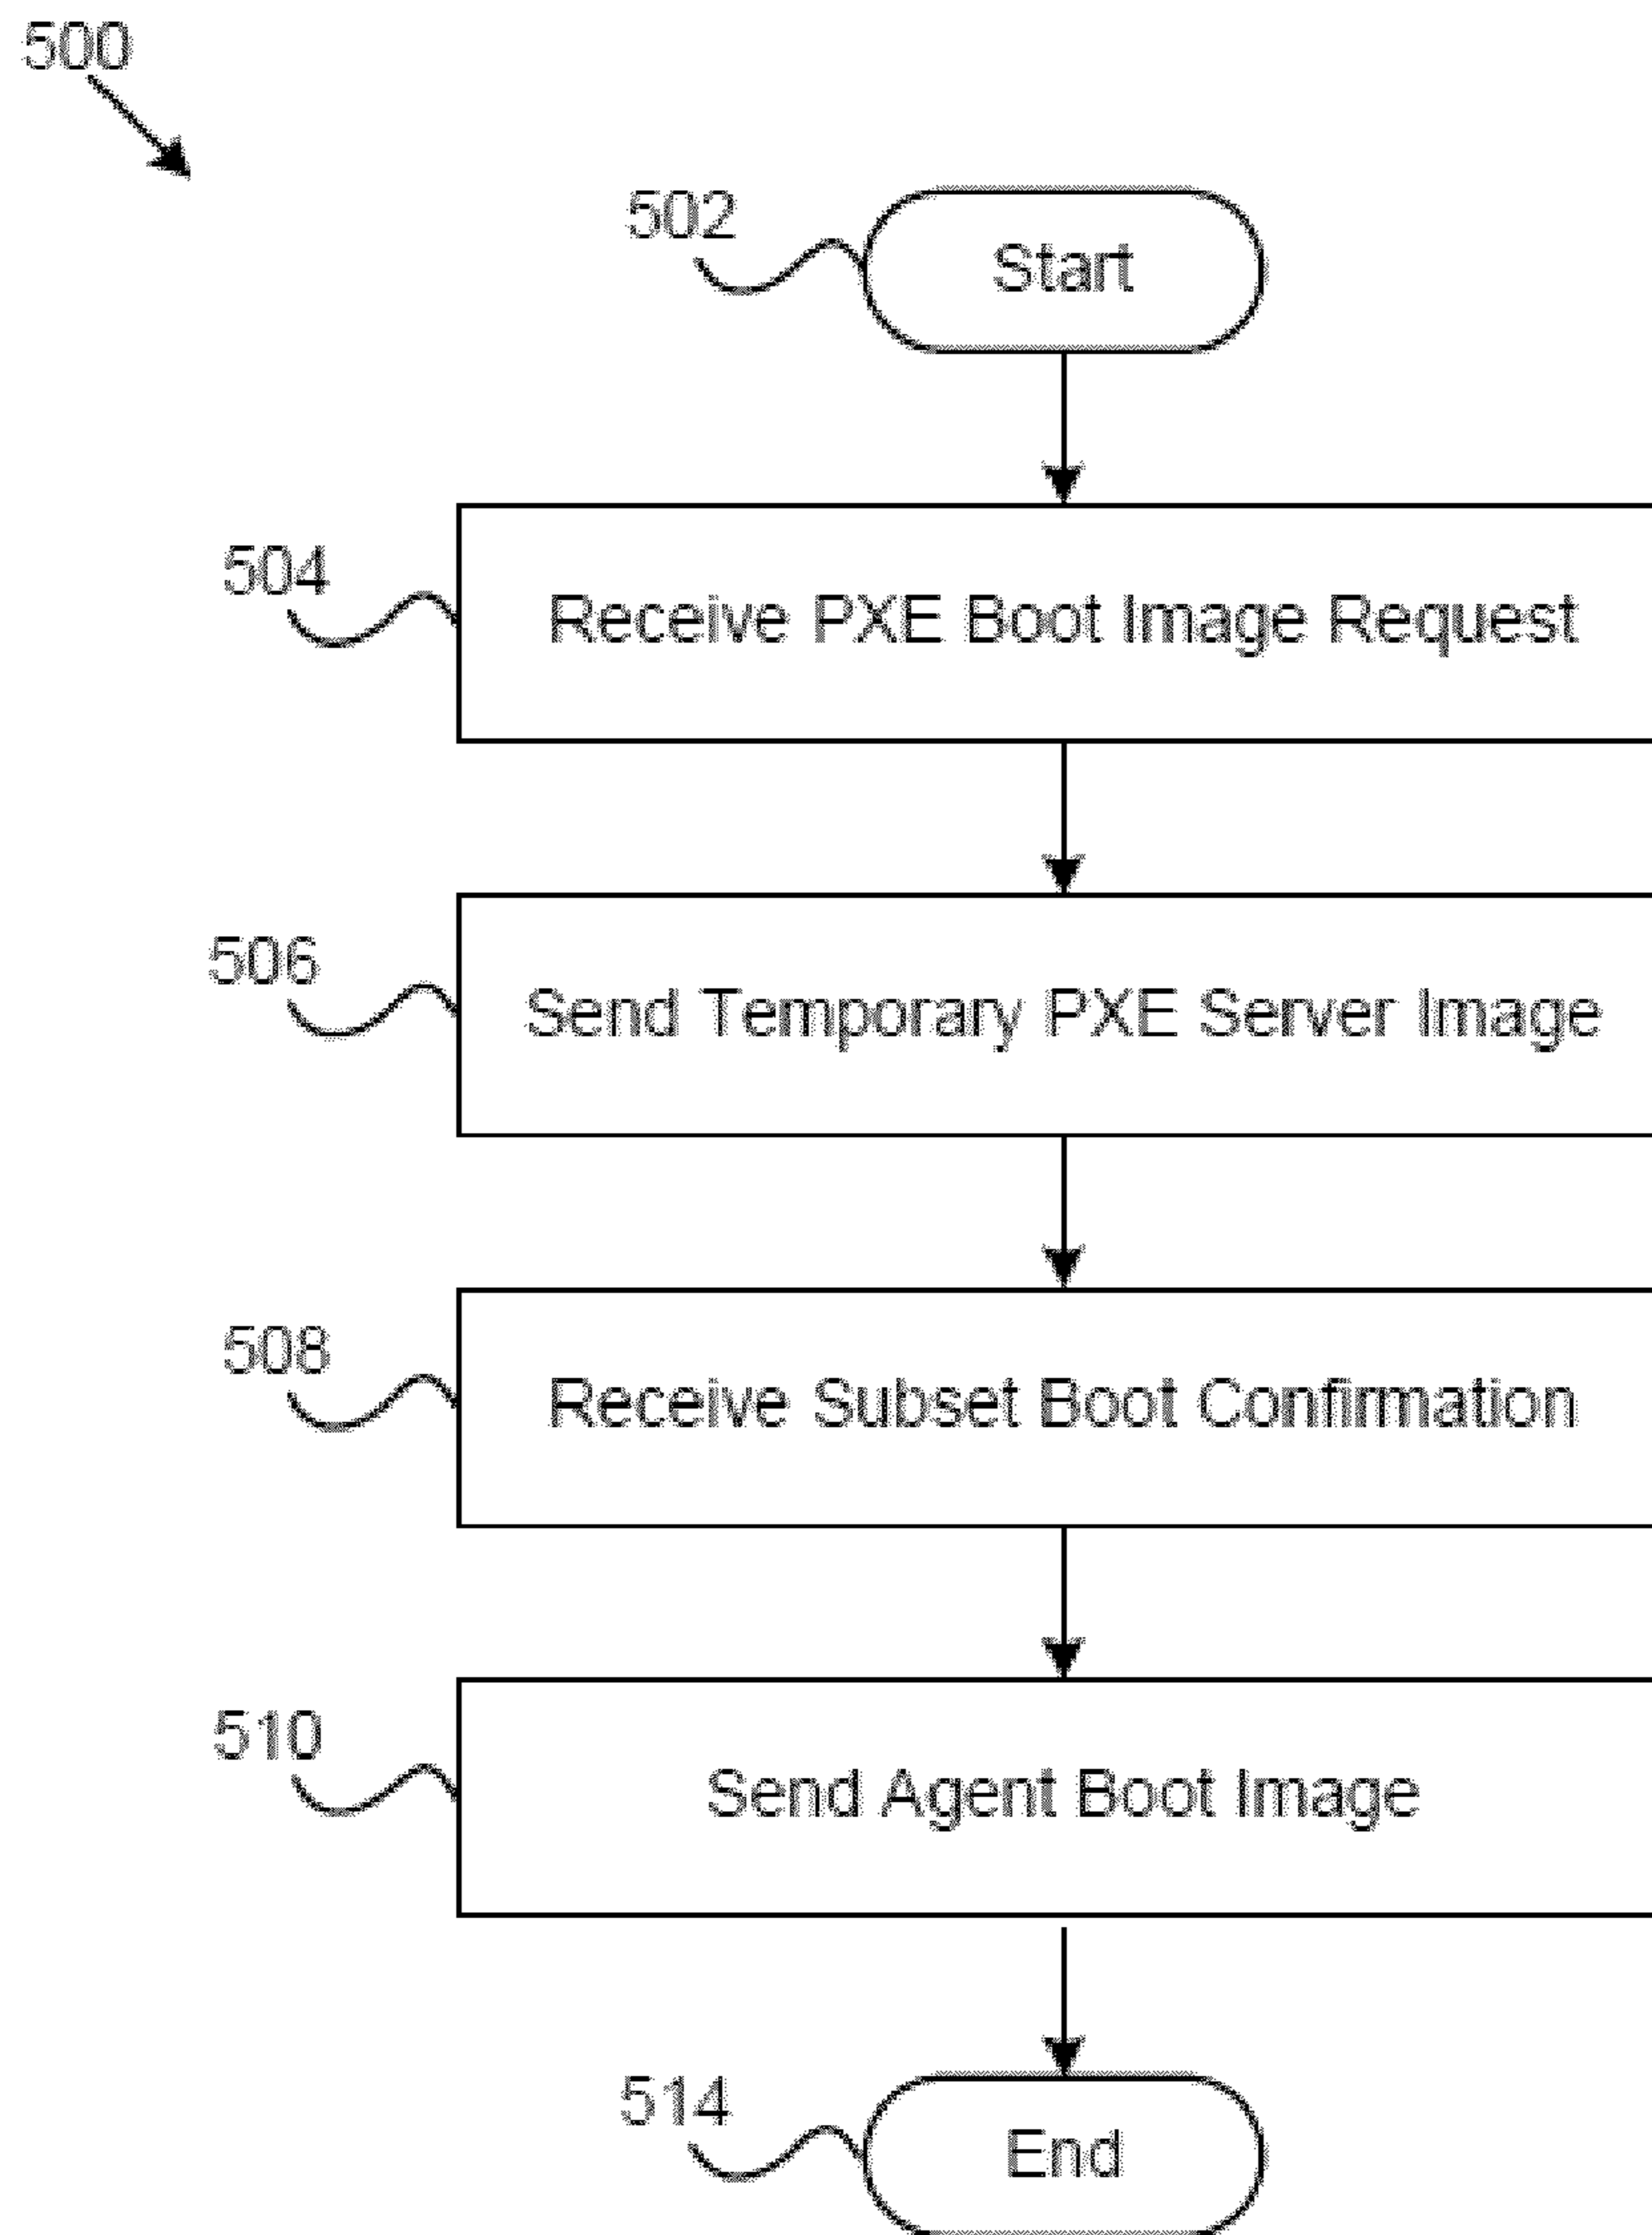 500
502
Start
504
Receive PXE Boot Image Request
506
Send Temporary PXE Server Image
508
Receive Subset Boot Confirmation
510
Send Agent Boot Image
514
End